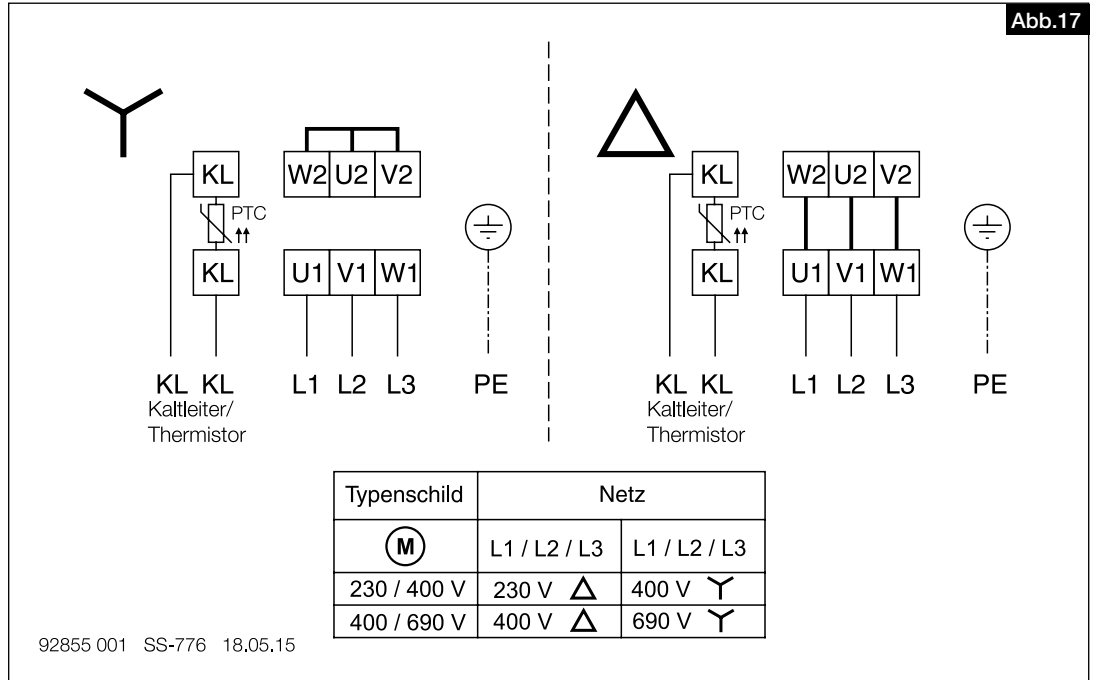 Abb.17
KL W2 U2 V2
PTC
KL U1 V1 W1
KL KL L1 L2 L3 PE
Kaltleiter/
Thermistor
KL W2 U2 V2
PTC
KL U1 V1 W1
KL KL L1 L2 L3 PE
Kaltleiter/
Thermistor
Typenschild Netz
M L1 / L2 / L3 L1 / L2 / L3
230 / 400 V 230 V 400 V
400 / 690 V 400 V 690 V
92855 001 SS-776 18.05.15